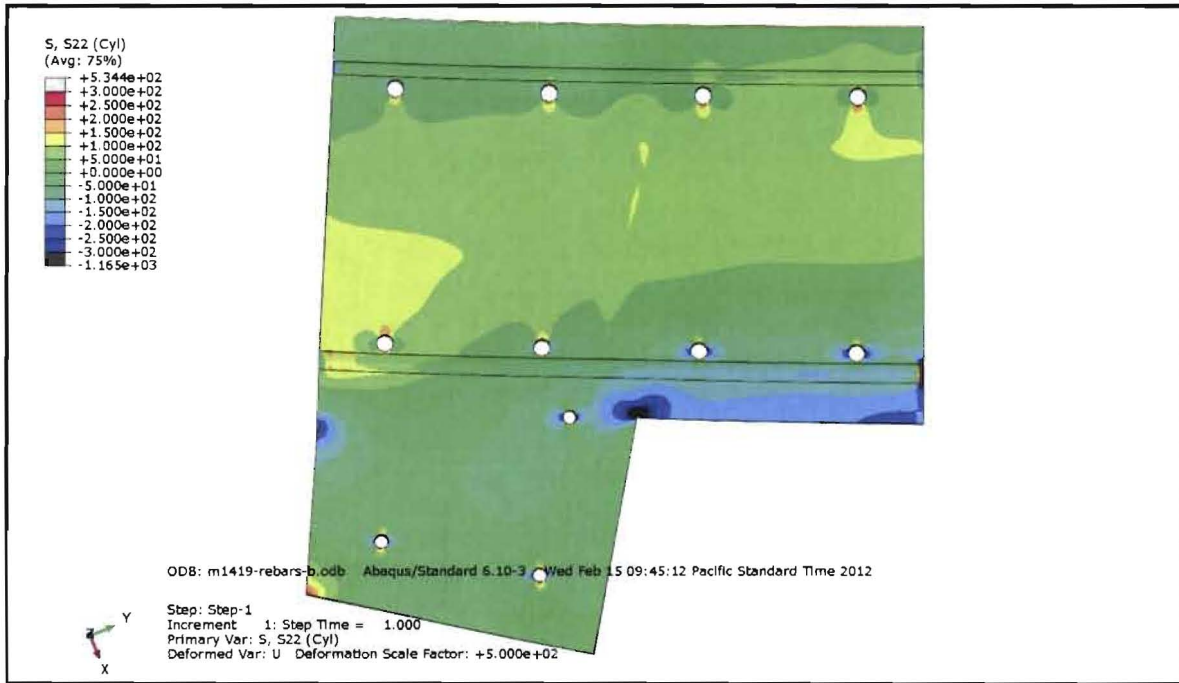 S, S22 (Cyl)
(Avg: 75%)
+5.344e+02
+3.000e+02
+2.500e+02
+2.000e+02
+1.500e+02
+1.000e+02
+5.000e+01
+0.000e+00
-5.000e+01
-1.000e+02
-1.500e+02
-2.000e+02
-2.500e+02
-3.000e+02
-1.165e+03
ODB: m1419-rebars-b.odb Abaqus/Standard 6.10-3 Wed Feb 15 09:45:12 Pacific Standard Time 2012
Step: Step-1
Increment 1: Step Time = 1.000
Primary Var: S, S22 (Cyl)
Deformed Var: U Deformation Scale Factor: +5.000e+02
Y
Z
X